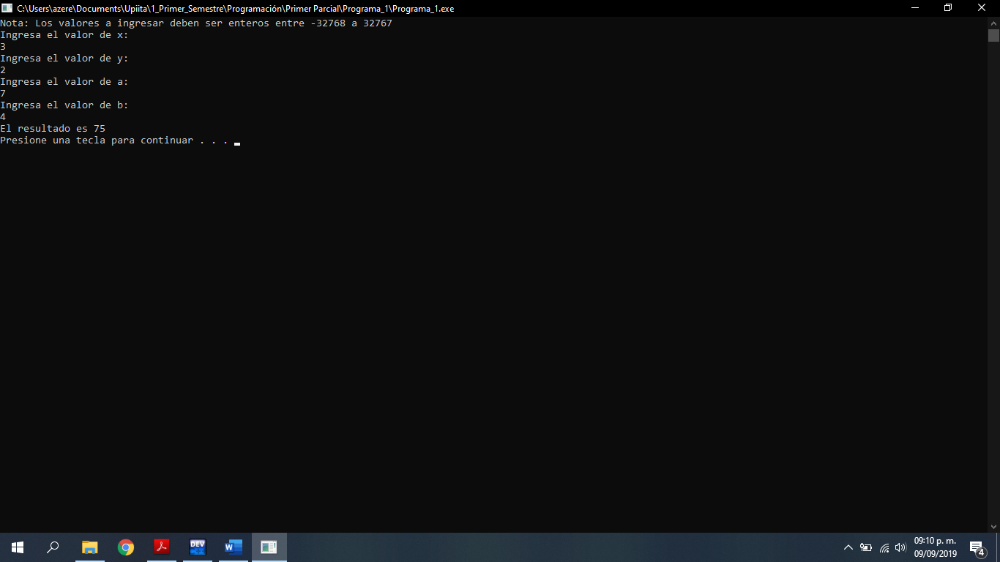 C:\Users\azere\Documents\Upiita\1_Primer_Semestre\Programación\Primer Parcial\Programa_1\Programa_1.exe
Nota: Los valores a ingresar deben ser enteros entre -32768 a 32767
Ingresa el valor de x:
3
Ingresa el valor de y:
2
Ingresa el valor de a:
7
Ingresa el valor de b:
4
El resultado es 75
Presione una tecla para continuar . . .
DEV
W
09:10 p. m.
09/09/2019
4